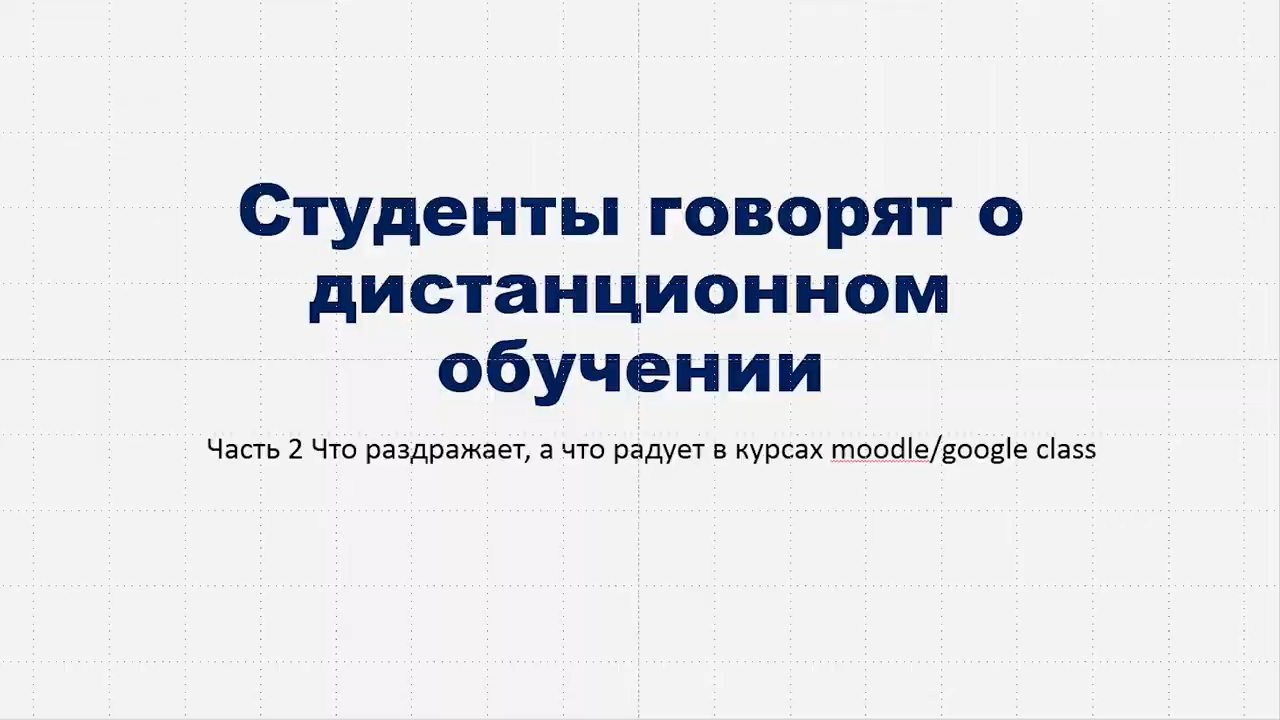 Студенты говорят о
дистанционном
обучении
Часть 2 Что раздражает, а что радует в курсах moodle/google class